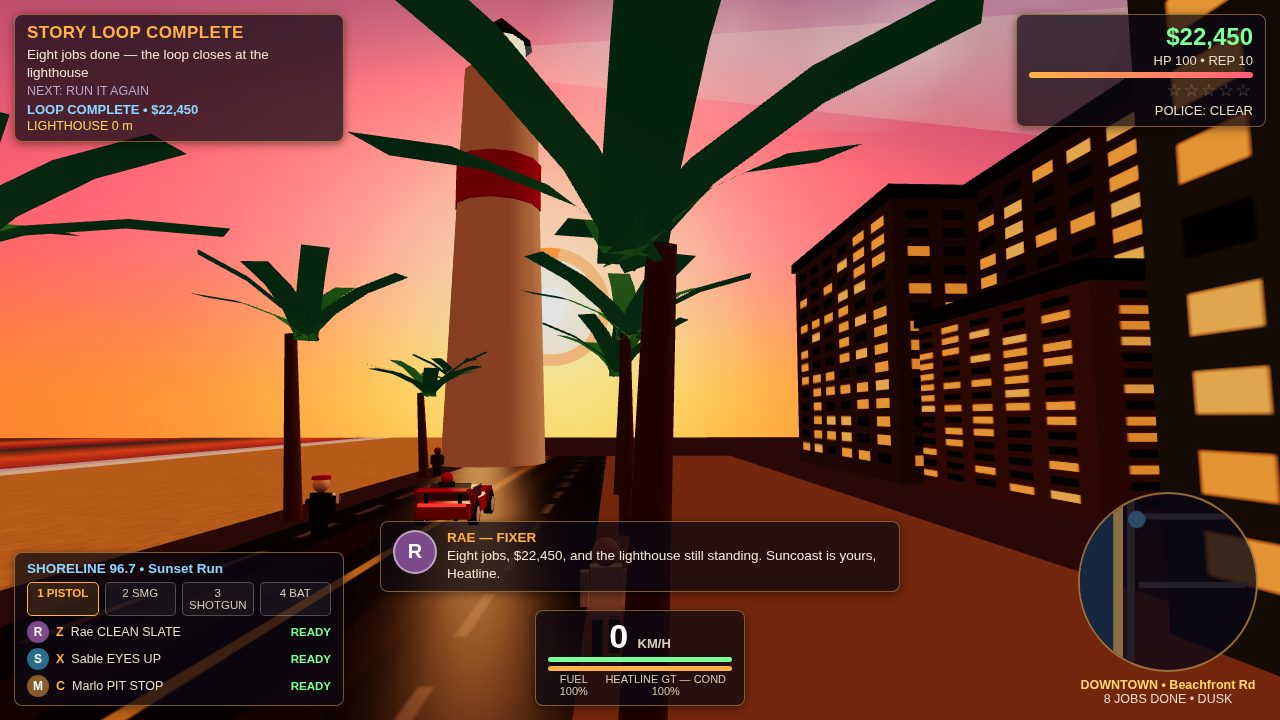 STORY LOOP COMPLETE
Eight jobs done — the loop closes at the
lighthouse
NEXT: RUN IT AGAIN
LOOP COMPLETE • $22,450
LIGHTHOUSE 0 m
$22,450
HP 100 • REP 10
☆☆☆☆☆
POLICE: CLEAR
R
RAE — FIXER
Eight jobs, $22,450, and the lighthouse still standing. Suncoast is yours,
Heatline.
SHORELINE 96.7 • Sunset Run
1 PISTOL
2 SMG
3
SHOTGUN
4 BAT
R Z Rae CLEAN SLATE READY
S X Sable EYES UP READY
M C Marlo PIT STOP READY
0 KM/H
FUEL
100%
HEATLINE GT — COND
100%
DOWNTOWN • Beachfront Rd
8 JOBS DONE • DUSK